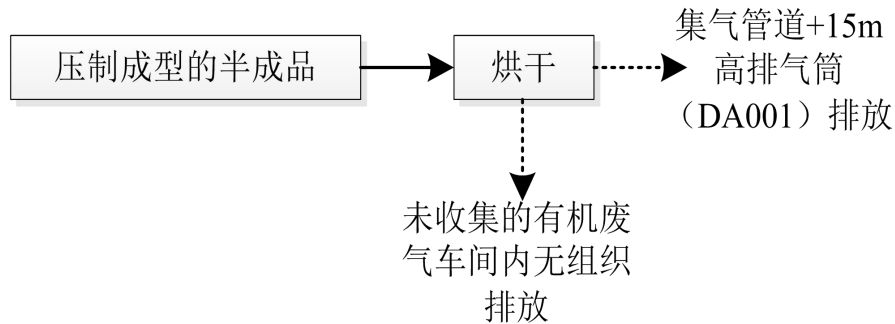 压制成型的半成品
烘干
集气管道+15m
高排气筒
（DA001）排放
未收集的有机废
气车间内无组织
排放